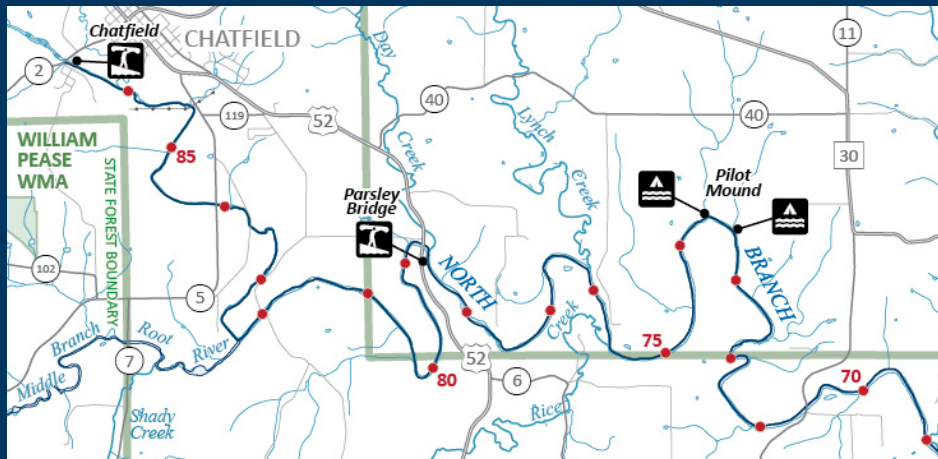 Chatfield
CHATFIELD
Day
Creek
2
119
52
40
40
11
Lynch
Creek
30
WILLIAM
PEASE
WMA
STATE FOREST BOUNDARY
85
Parsley
Bridge
Pilot
Mound
NORTH
BRANCH
102
5
7
Middle
Branch
Root
River
Shady
Creek
80
52
6
Rice
Creek
75
70